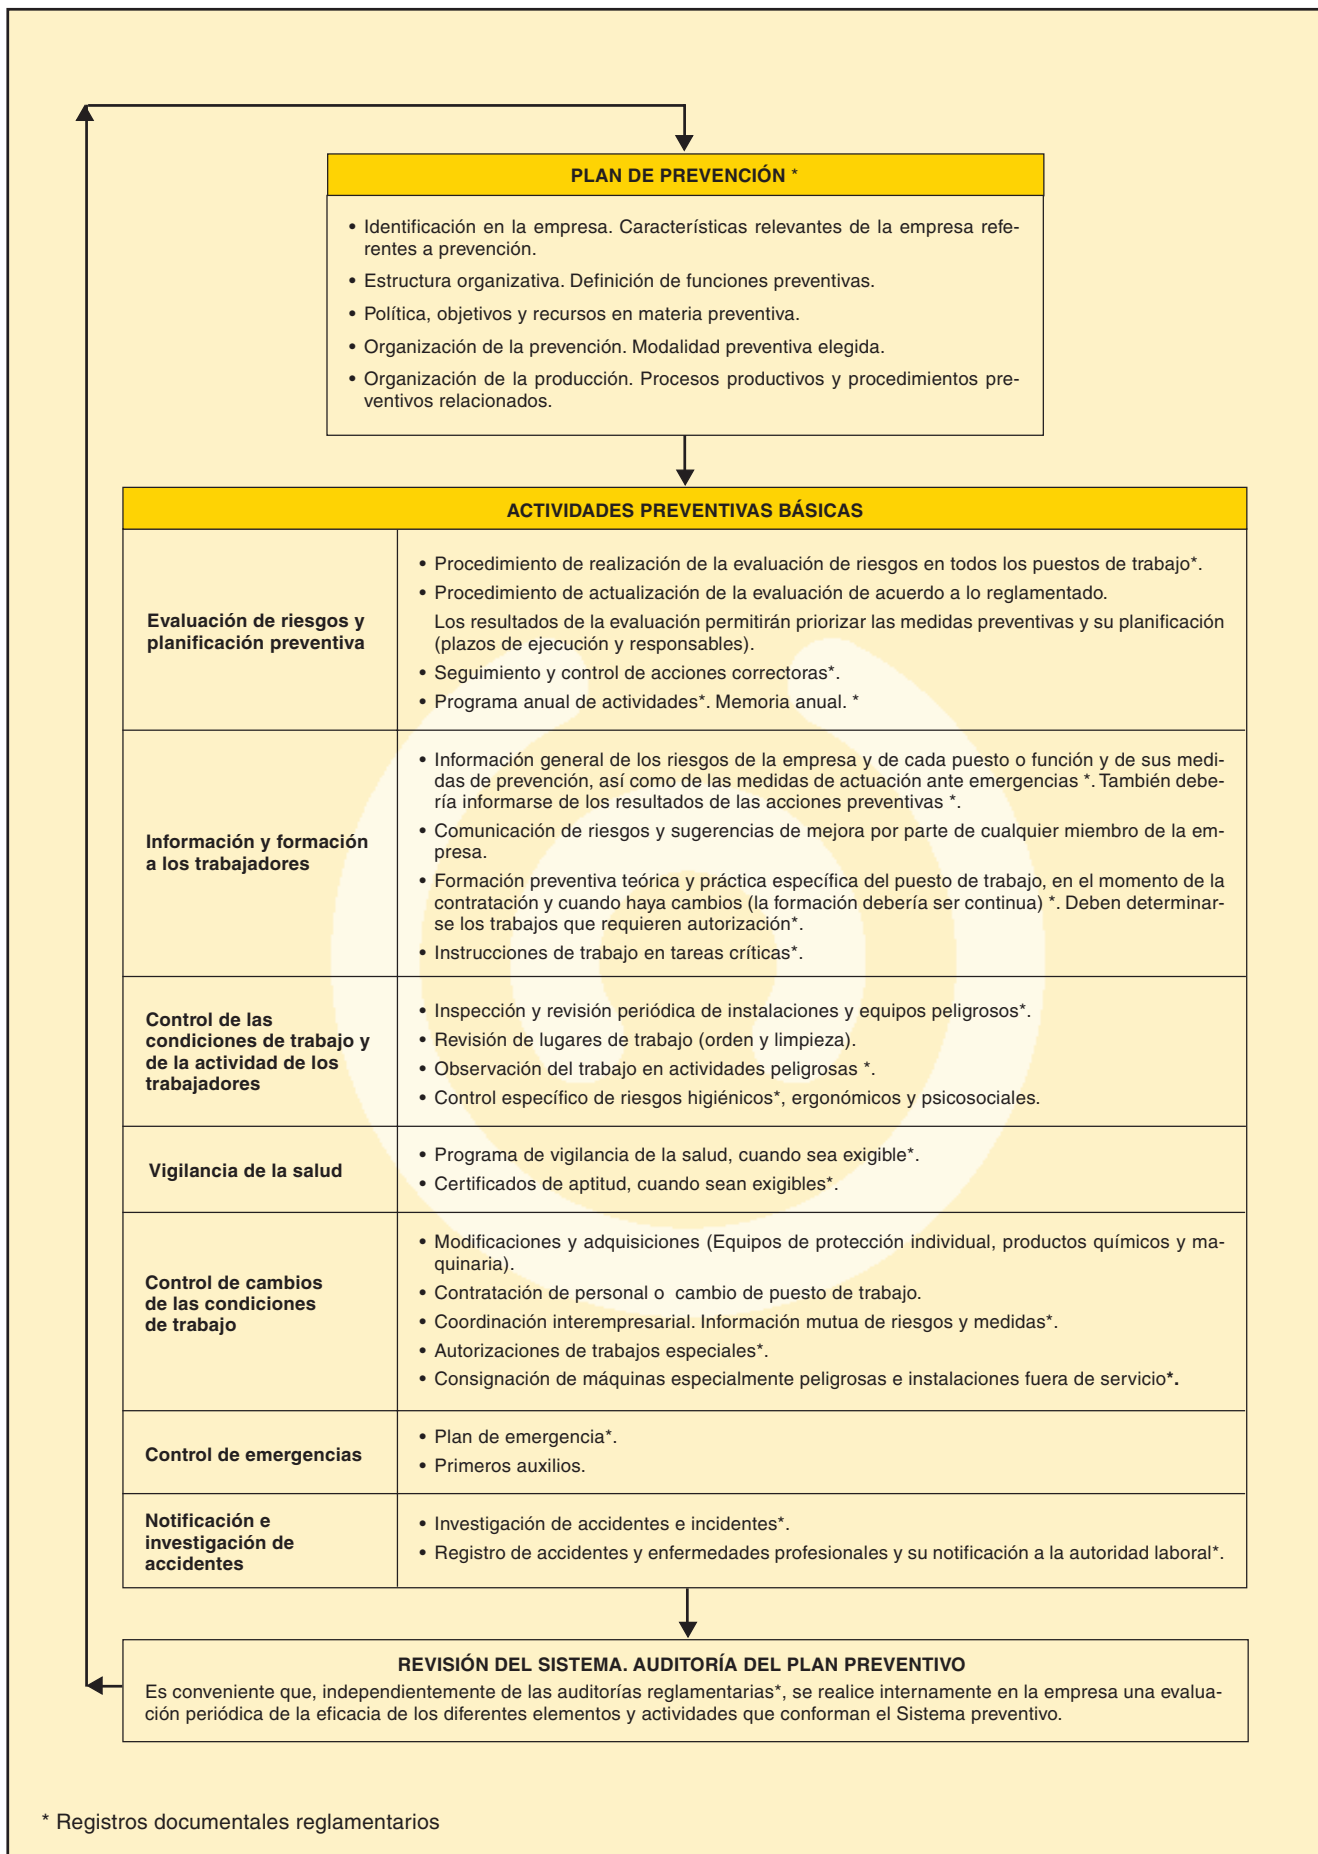 PLAN DE PREVENCIÓN *
• Identificación en la empresa. Características relevantes de la empresa refe-
rentes a prevención.
• Estructura organizativa. Definición de funciones preventivas.
• Política, objetivos y recursos en materia preventiva.
• Organización de la prevención. Modalidad preventiva elegida.
• Organización de la producción. Procesos productivos y procedimientos pre-
ventivos relacionados.
ACTIVIDADES PREVENTIVAS BÁSICAS
Evaluación de riesgos y
planificación preventiva
• Procedimiento de realización de la evaluación de riesgos en todos los puestos de trabajo*.
• Procedimiento de actualización de la evaluación de acuerdo a lo reglamentado.
Los resultados de la evaluación permitirán priorizar las medidas preventivas y su planificación
(plazos de ejecución y responsables).
• Seguimiento y control de acciones correctoras*.
• Programa anual de actividades*. Memoria anual. *
Información y formación
a los trabajadores
• Información general de los riesgos de la empresa y de cada puesto o función y de sus medi-
das de prevención, así como de las medidas de actuación ante emergencias *. También debe-
ría informarse de los resultados de las acciones preventivas *.
• Comunicación de riesgos y sugerencias de mejora por parte de cualquier miembro de la em-
presa.
• Formación preventiva teórica y práctica específica del puesto de trabajo, en el momento de la
contratación y cuando haya cambios (la formación debería ser continua) *. Deben determinar-
se los trabajos que requieren autorización*.
• Instrucciones de trabajo en tareas críticas*.
Control de las
condiciones de trabajo y
de la actividad de los
trabajadores
• Inspección y revisión periódica de instalaciones y equipos peligrosos*.
• Revisión de lugares de trabajo (orden y limpieza).
• Observación del trabajo en actividades peligrosas *.
• Control específico de riesgos higiénicos*, ergonómicos y psicosociales.
Vigilancia de la salud
• Programa de vigilancia de la salud, cuando sea exigible*.
• Certificados de aptitud, cuando sean exigibles*.
Control de cambios
de las condiciones
de trabajo
• Modificaciones y adquisiciones (Equipos de protección individual, productos químicos y ma-
quinaria).
• Contratación de personal o cambio de puesto de trabajo.
• Coordinación interempresarial. Información mutua de riesgos y medidas*.
• Autorizaciones de trabajos especiales*.
• Consignación de máquinas especialmente peligrosas e instalaciones fuera de servicio*.
Control de emergencias
• Plan de emergencia*.
• Primeros auxilios.
Notificación e
investigación de
accidentes
• Investigación de accidentes e incidentes*.
• Registro de accidentes y enfermedades profesionales y su notificación a la autoridad laboral*.
REVISIÓN DEL SISTEMA. AUDITORÍA DEL PLAN PREVENTIVO
Es conveniente que, independientemente de las auditorías reglamentarias*, se realice internamente en la empresa una evalua-
ción periódica de la eficacia de los diferentes elementos y actividades que conforman el Sistema preventivo.
* Registros documentales reglamentarios